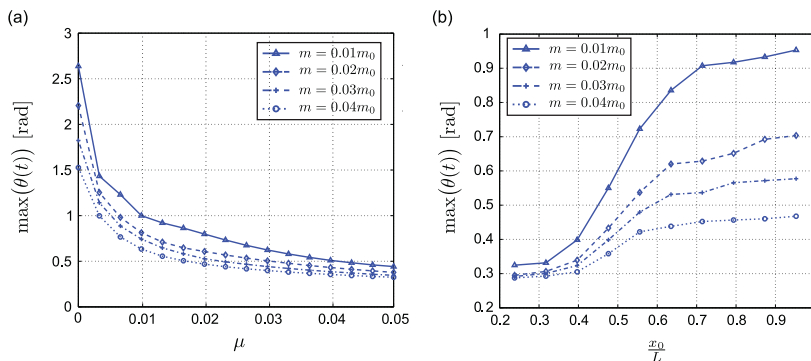 (a)
max(θ(t)) [rad]
3
2.5
2
1.5
1
0.5
0
0
0.01
0.02
0.03
0.04
0.05
μ
m = 0.01m₀
m = 0.02m₀
m = 0.03m₀
m = 0.04m₀
(b)
max(θ(t)) [rad]
1
0.9
0.8
0.7
0.6
0.5
0.4
0.3
0.2
0.2
0.3
0.4
0.5
0.6
0.7
0.8
0.9
x₀/L
m = 0.01m₀
m = 0.02m₀
m = 0.03m₀
m = 0.04m₀